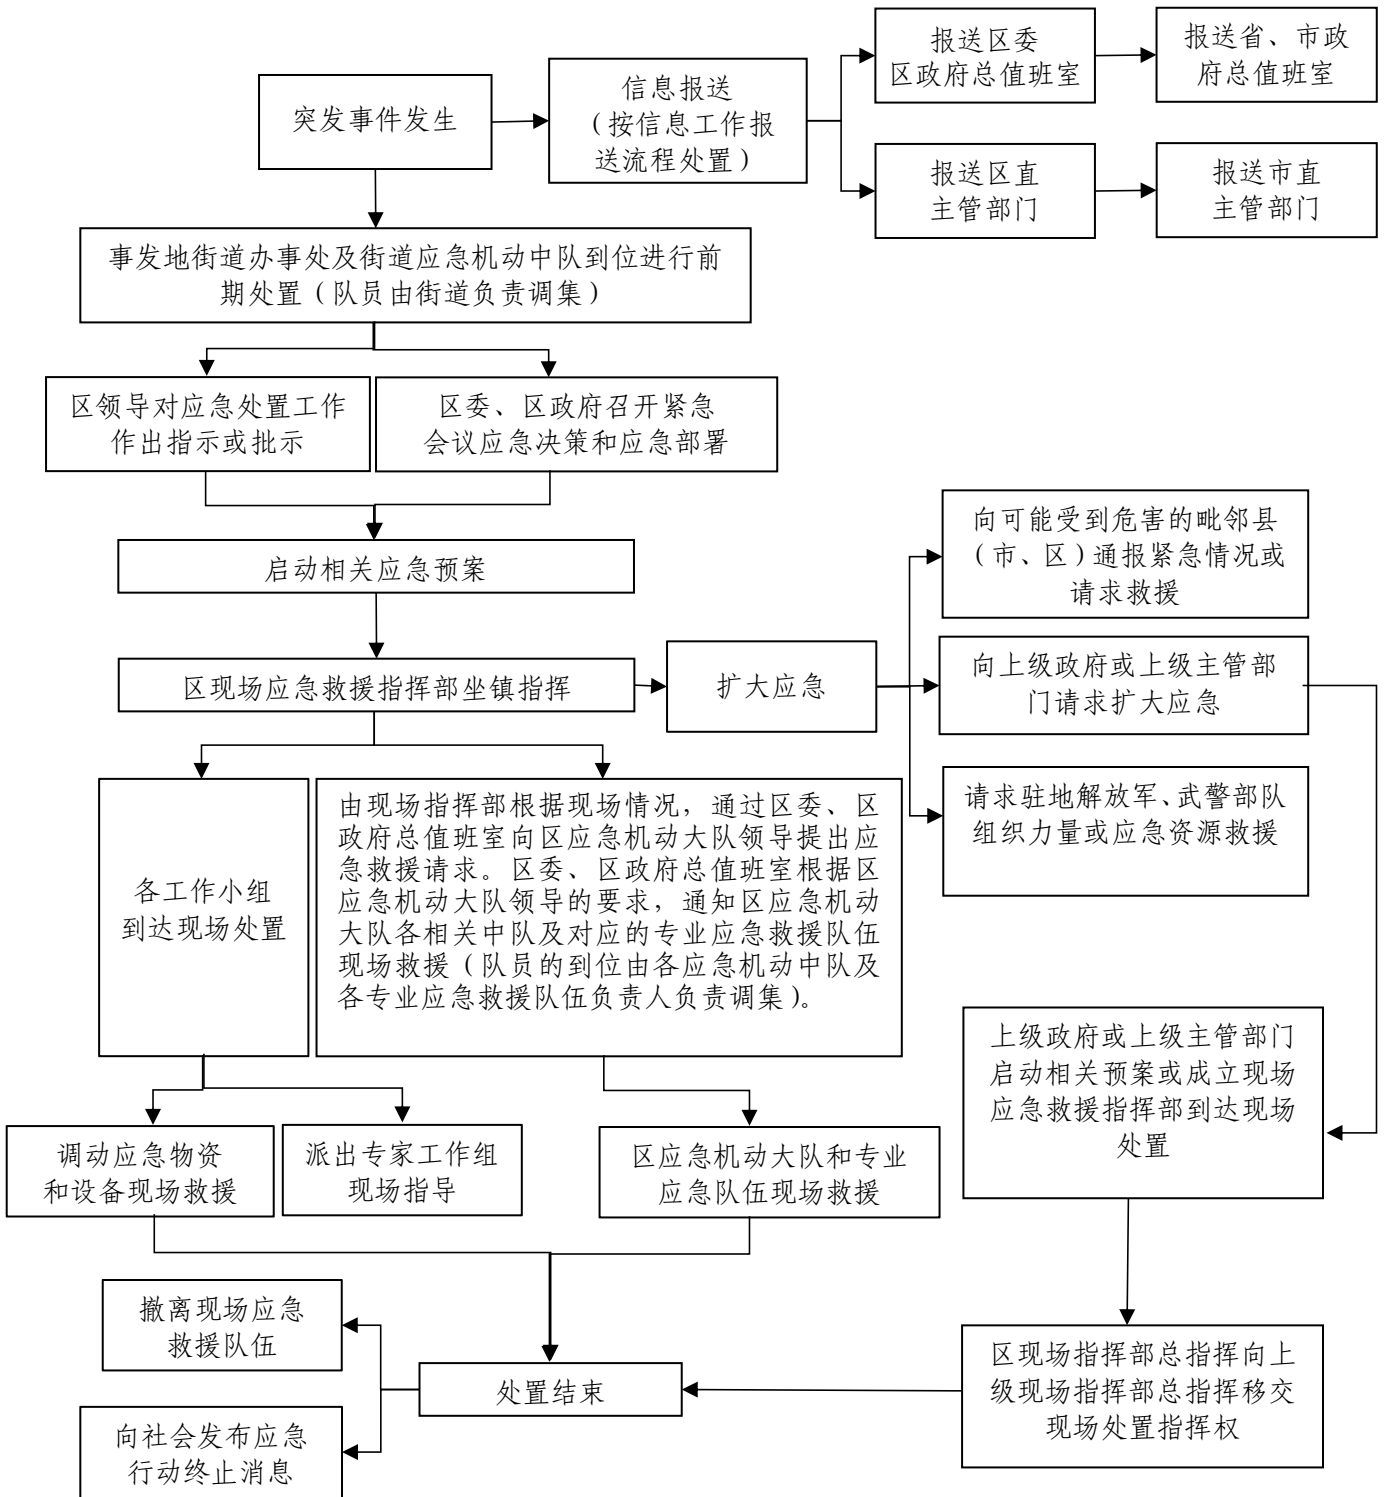 突发事件发生
信息报送
（按信息工作报
送流程处置）
报送区委
区政府总值班室
报送省、市政
府总值班室
报送区直
主管部门
报送市直
主管部门
事发地街道办事处及街道应急机动中队到位进行前
期处置（队员由街道负责调集）
区领导对应急处置工作
作出指示或批示
区委、区政府召开紧急
会议应急决策和应急部署
启动相关应急预案
区现场应急救援指挥部坐镇指挥
扩大应急
向可能受到危害的毗邻县
（市、区）通报紧急情况或
请求救援
向上级政府或上级主管部
门请求扩大应急
请求驻地解放军、武警部队
组织力量或应急资源救援
各工作小组
到达现场处置
由现场指挥部根据现场情况，通过区委、区
政府总值班室向区应急机动大队领导提出应
急救援请求。区委、区政府总值班室根据区
应急机动大队领导的要求，通知区应急机动
大队各相关中队及对应的专业应急救援队伍
现场救援（队员的到位由各应急机动中队及
各专业应急救援队伍负责人负责调集）。
上级政府或上级主管部门
启动相关预案或成立现场
应急救援指挥部到达现场
处置
调动应急物资
和设备现场救援
派出专家工作组
现场指导
区应急机动大队和专业
应急队伍现场救援
撤离现场应急
救援队伍
处置结束
区现场指挥部总指挥向上
级现场指挥部总指挥移交
现场处置指挥权
向社会发布应急
行动终止消息